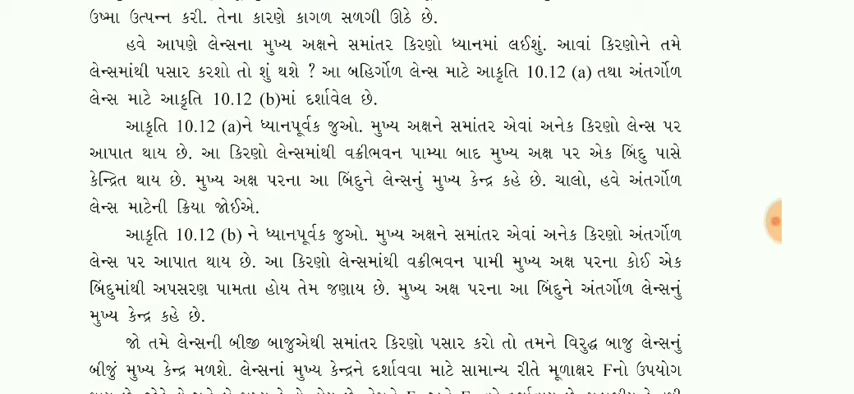 ઉષ્મા ઉત્પન્ન કરી. તેના કારણે કાગળ સળગી ઊઠે છે.
હવે આપણે લેન્સના મુખ્ય અક્ષને સમાંતર કિરણો ધ્યાનમાં લઈશું. આવાં કિરણોને તમે
લેન્સમાંથી પસાર કરશો તો શું થશે ? આ બહિર્ગોળ લેન્સ માટે આકૃતિ 10.12 (a) તથા અંતર્ગોળ
લેન્સ માટે આકૃતિ 10.12 (b)માં દર્શાવેલ છે.
આકૃતિ 10.12 (a)ને ધ્યાનપૂર્વક જુઓ. મુખ્ય અક્ષને સમાંતર એવાં અનેક કિરણો લેન્સ પર
આપાત થાય છે. આ કિરણો લેન્સમાંથી વક્રીભવન પામ્યા બાદ મુખ્ય અક્ષ પર એક બિંદુ પાસે
કેન્દ્રિત થાય છે. મુખ્ય અક્ષ પરના આ બિંદુને લેન્સનું મુખ્ય કેન્દ્ર કહે છે. ચાલો, હવે અંતર્ગોળ
લેન્સ માટેની ક્રિયા જોઈએ.
આકૃતિ 10.12 (b) ને ધ્યાનપૂર્વક જુઓ. મુખ્ય અક્ષને સમાંતર એવાં અનેક કિરણો અંતર્ગોળ
લેન્સ પર આપાત થાય છે. આ કિરણો લેન્સમાંથી વક્રીભવન પામી મુખ્ય અક્ષ પરના કોઈ એક
બિંદુમાંથી અપસરણ પામતા હોય તેમ જણાય છે. મુખ્ય અક્ષ પરના આ બિંદુને અંતર્ગોળ લેન્સનું
મુખ્ય કેન્દ્ર કહે છે.
જો તમે લેન્સની બીજી બાજુએથી સમાંતર કિરણો પસાર કરો તો તમને વિરુદ્ધ બાજુ લેન્સનું
બીજું મુખ્ય કેન્દ્ર મળશે. લેન્સનાં મુખ્ય કેન્દ્રને દર્શાવવા માટે સામાન્ય રીતે મૂળાક્ષર Fનો ઉપયોગ